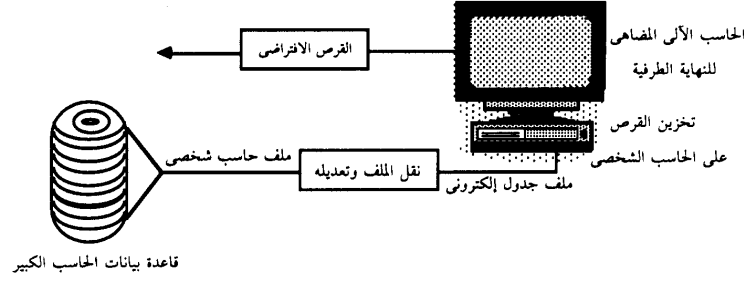 الحاسب الآلى المضاهى
للنهاية الطرفية
القرص الافتراضى
تخزين القرص
على الحاسب الشخصى
ملف حاسب شخصى
نقل الملف وتعديله
ملف جدول إلكترونى
قاعدة بيانات الحاسب الكبير